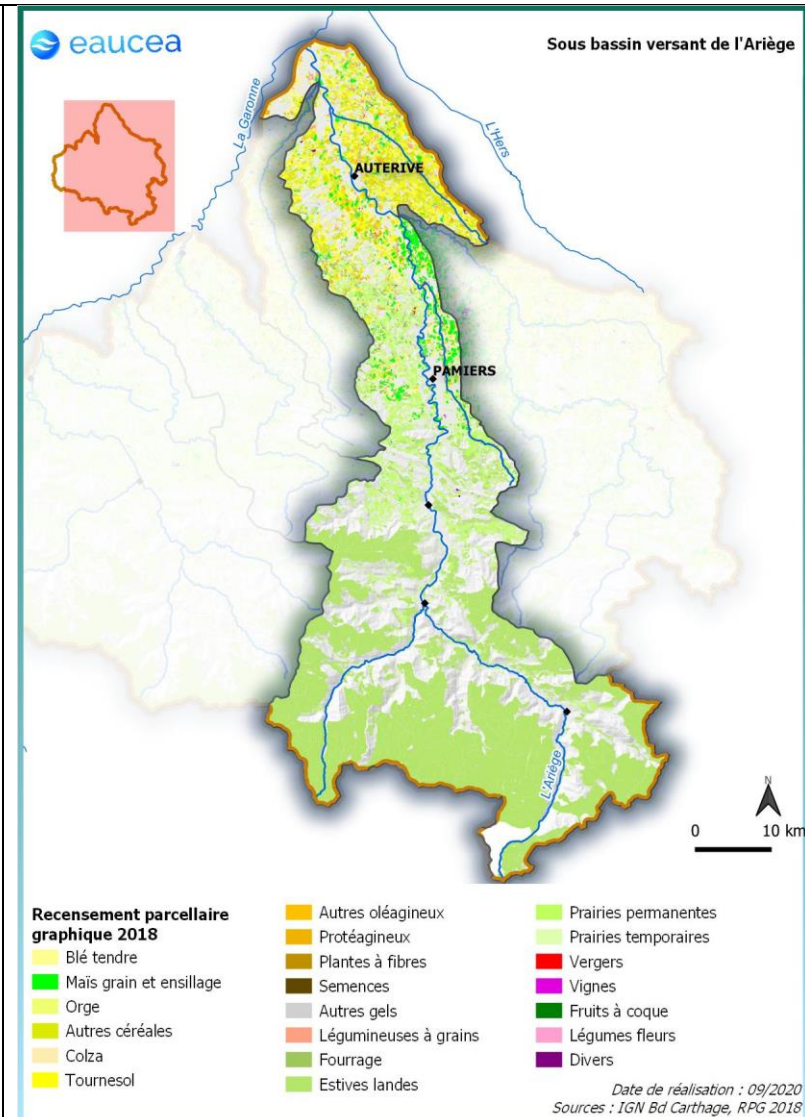 eaucea
Sous bassin versant de l'Ariège
La Garonne
L'Hers
AUTERIVE
PAMIERS
L'Ariège
N
0 10 km
Recensement parcellaire
graphique 2018
Blé tendre
Maïs grain et ensillage
Orge
Autres céréales
Colza
Tournesol
Autres oléagineux
Protéagineux
Plantes à fibres
Semences
Autres gels
Légumineuses à grains
Fourrage
Estives landes
Prairies permanentes
Prairies temporaires
Vergers
Vignes
Fruits à coque
Légumes fleurs
Divers
Date de réalisation : 09/2020
Sources : IGN Bd Carthage, RPG 2018